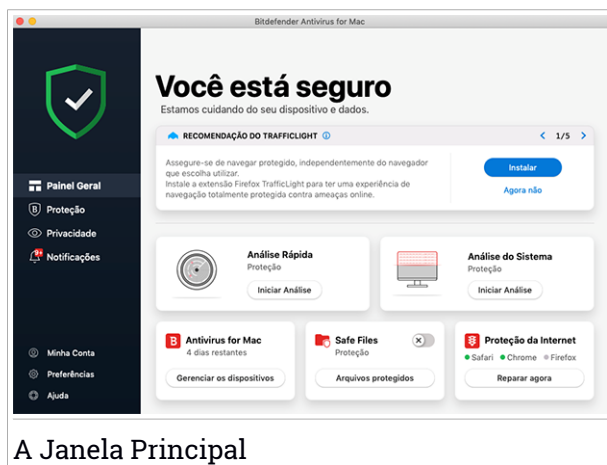 Bitdefender Antivirus for Mac
Você está seguro
Estamos cuidando do seu dispositivo e dados.
RECOMENDAÇÃO DO TRAFFICLIGHT
1/5
Assegure-se de navegar protegido, independentemente do navegador
que escolha utilizar.
Instale a extensão Firefox TrafficLight para ter uma experiência de
navegação totalmente protegida contra ameaças online.
Instalar
Agora não
Painel Geral
B Proteção
Privacidade
9+ Notificações
Análise Rápida
Proteção
Iniciar Análise
Análise do Sistema
Proteção
Iniciar Análise
B Antivirus for Mac
4 dias restantes
Gerenciar os dispositivos
Safe Files
Proteção
Arquivos protegidos
Proteção da Internet
Safari Chrome Firefox
Reparar agora
Minha Conta
Preferências
Ajuda
A Janela Principal